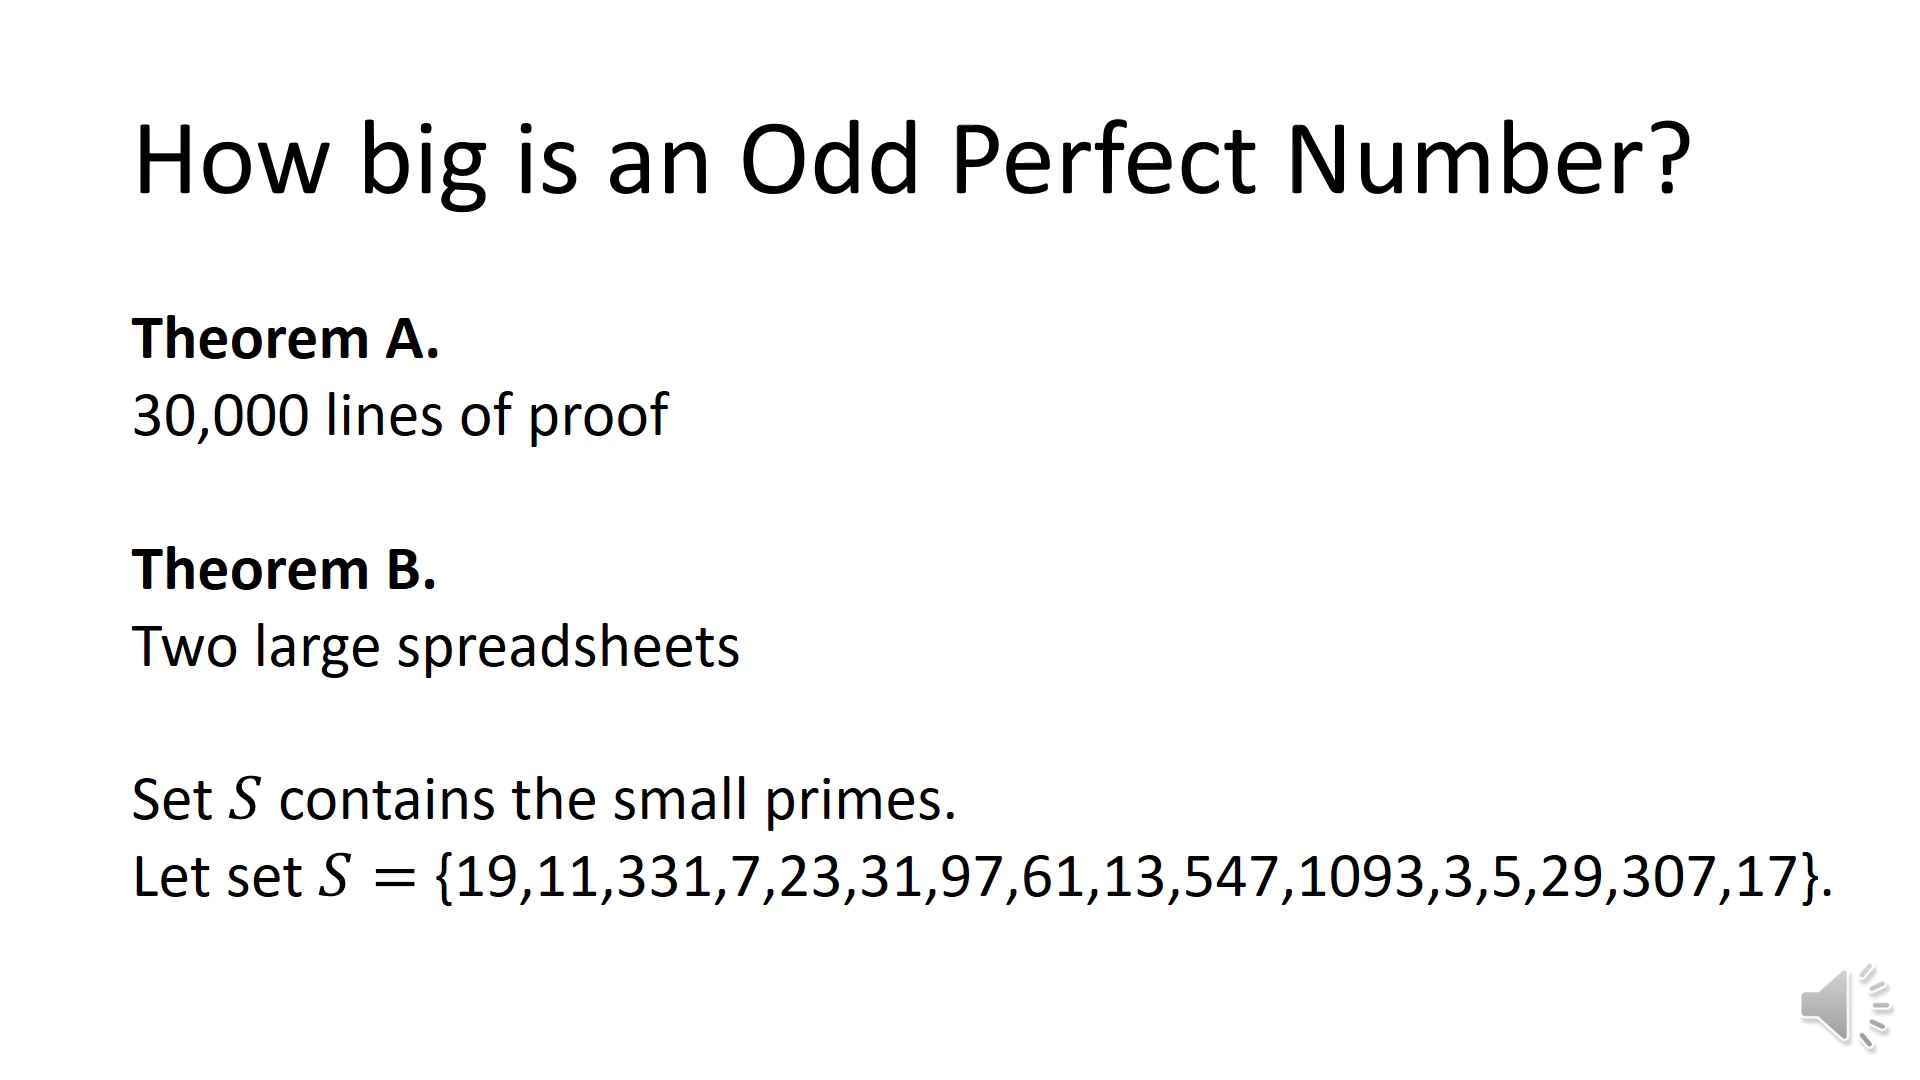 How big is an Odd Perfect Number?
Theorem A.
30,000 lines of proof
Theorem B.
Two large spreadsheets
Set 𝑆 contains the small primes.
Let set 𝑆 = {19,11,331,7,23,31,97,61,13,547,1093,3,5,29,307,17}.